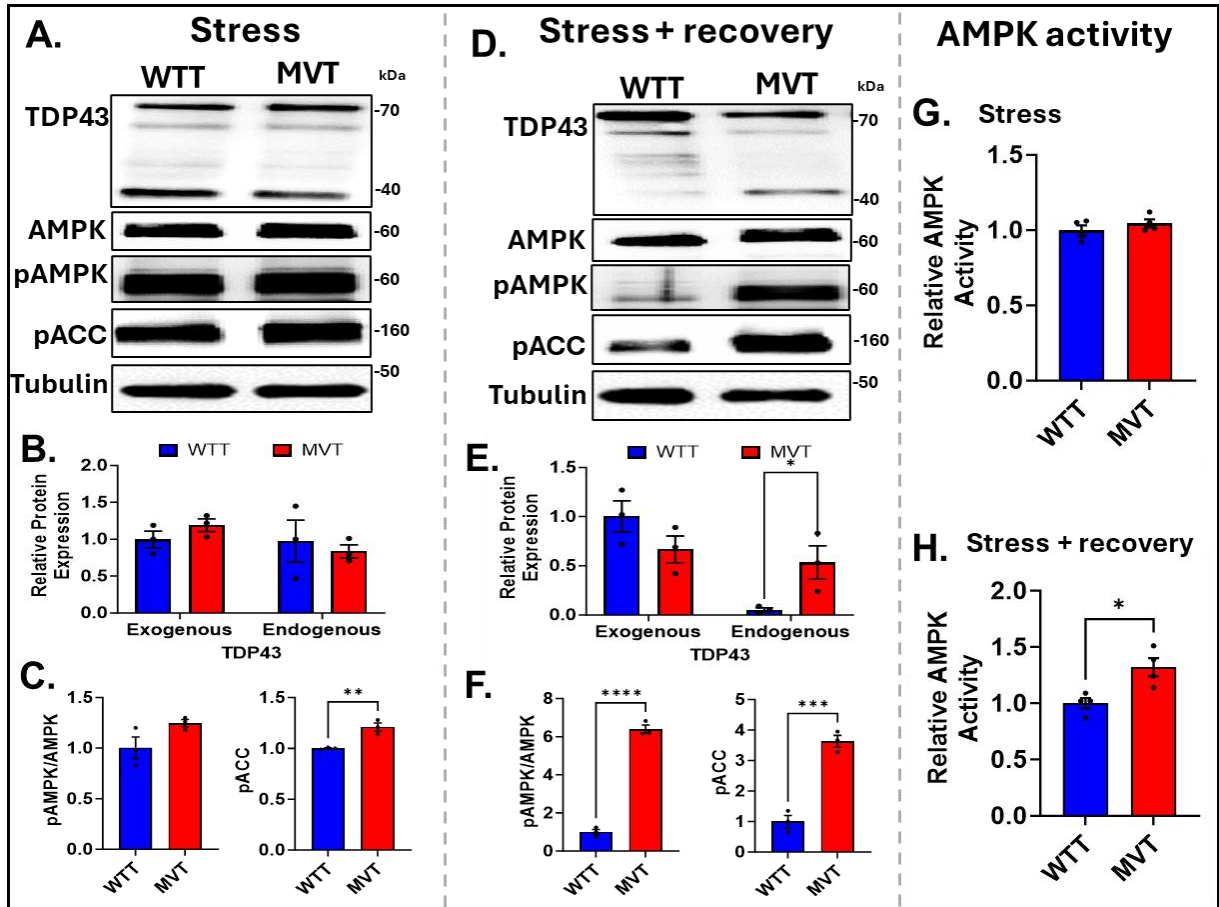 A.
Stress
WTT
MVT
kDa
TDP43
-70
-40
AMPK
-60
pAMPK
-60
pACC
-160
Tubulin
-50
B.
WTT
MVT
Relative Protein
Expression
2.0
1.5
1.0
0.5
0.0
Exogenous
Endogenous
TDP43
C.
pAMPK/AMPK
1.5
1.0
0.5
0.0
WTT
MVT
pACC
1.5
1.0
0.5
0.0
**
WTT
MVT
D.
Stress + recovery
WTT
MVT
kDa
TDP43
-70
-40
AMPK
-60
pAMPK
-60
pACC
-160
Tubulin
-50
E.
WTT
MVT
Relative Protein
Expression
1.5
1.0
0.5
0.0
*
Exogenous
Endogenous
TDP43
F.
pAMPK/AMPK
8
6
4
2
0
****
WTT
MVT
pACC
5
4
3
2
1
0
***
WTT
MVT
AMPK activity
G.
Stress
Relative AMPK
Activity
1.5
1.0
0.5
0.0
WTT
MVT
H.
Stress + recovery
Relative AMPK
Activity
2.0
1.5
1.0
0.5
0.0
*
WTT
MVT